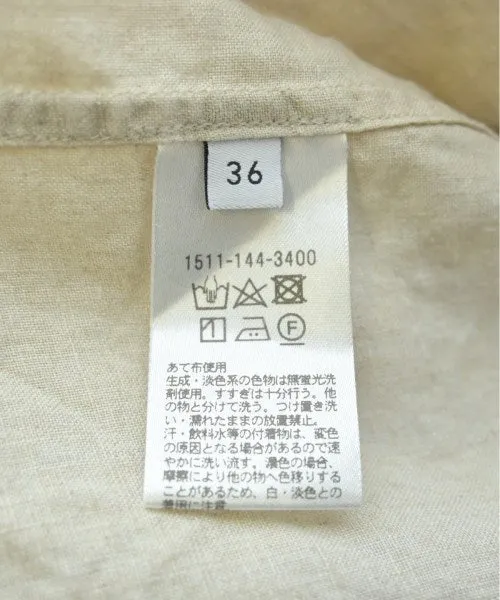 36
1511-144-3400
F
あて布使用
生成・淡色系の色物は無蛍光洗
剤使用。すすぎは十分行う。他
の物と分けて洗う。つけ置き洗
い・濡れたままの放置禁止。
汗・飲料水等の付着物は、変色
の原因となる場合があるので速
やかに洗い流す。濃色の場合、
摩擦により他の物へ色移りする
ことがあるため、白・淡色との
着用に注意